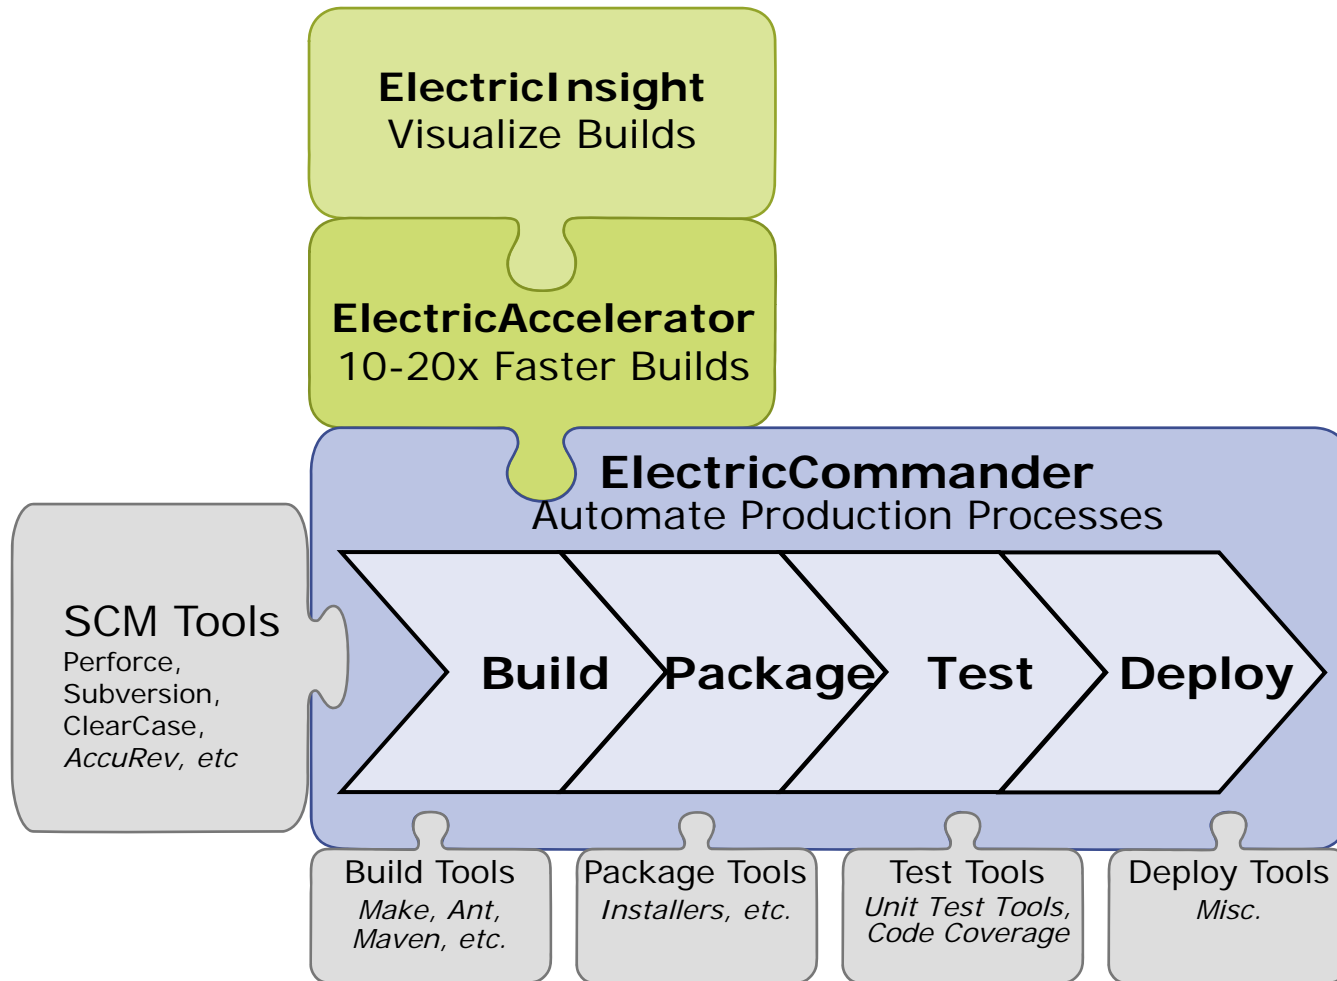 ElectricInsight
Visualize Builds
ElectricAccelerator
10-20x Faster Builds
ElectricCommander
Automate Production Processes
SCM Tools
Perforce,
Subversion,
ClearCase,
AccuRev, etc
Build
Package
Test
Deploy
Build Tools
Make, Ant,
Maven, etc.
Package Tools
Installers, etc.
Test Tools
Unit Test Tools,
Code Coverage
Deploy Tools
Misc.